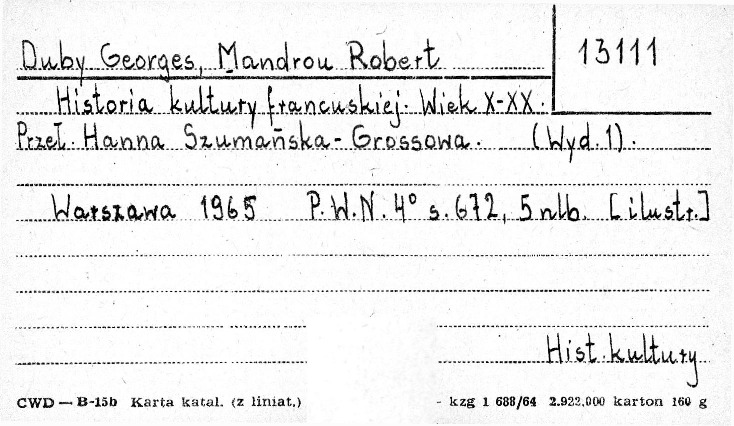 Duby Georges, Mandrou Robert
13111
Historia kultury francuskiej. Wiek X-XX.
Przeł. Hanna Szumańska-Grossowa. (Wyd. 1).
Warszawa 1965 P.W.N. 4° s. 672, 5 nlb. [ilustr.]
Hist. kultury
CWD — B-15b Karta katal. (z liniat.) - kzg 1 688/64 2.922.000 karton 160 g